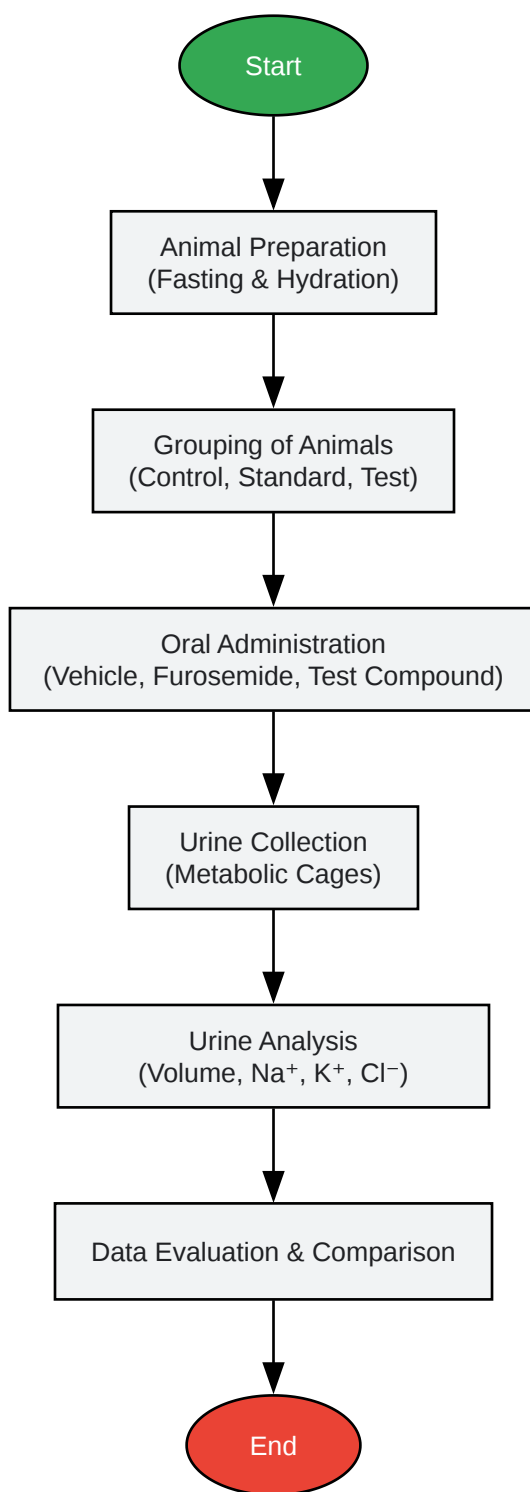 Start
Animal Preparation
(Fasting & Hydration)
Grouping of Animals
(Control, Standard, Test)
Oral Administration
(Vehicle, Furosemide, Test Compound)
Urine Collection
(Metabolic Cages)
Urine Analysis
(Volume, Na⁺, K⁺, Cl⁻)
Data Evaluation & Comparison
End